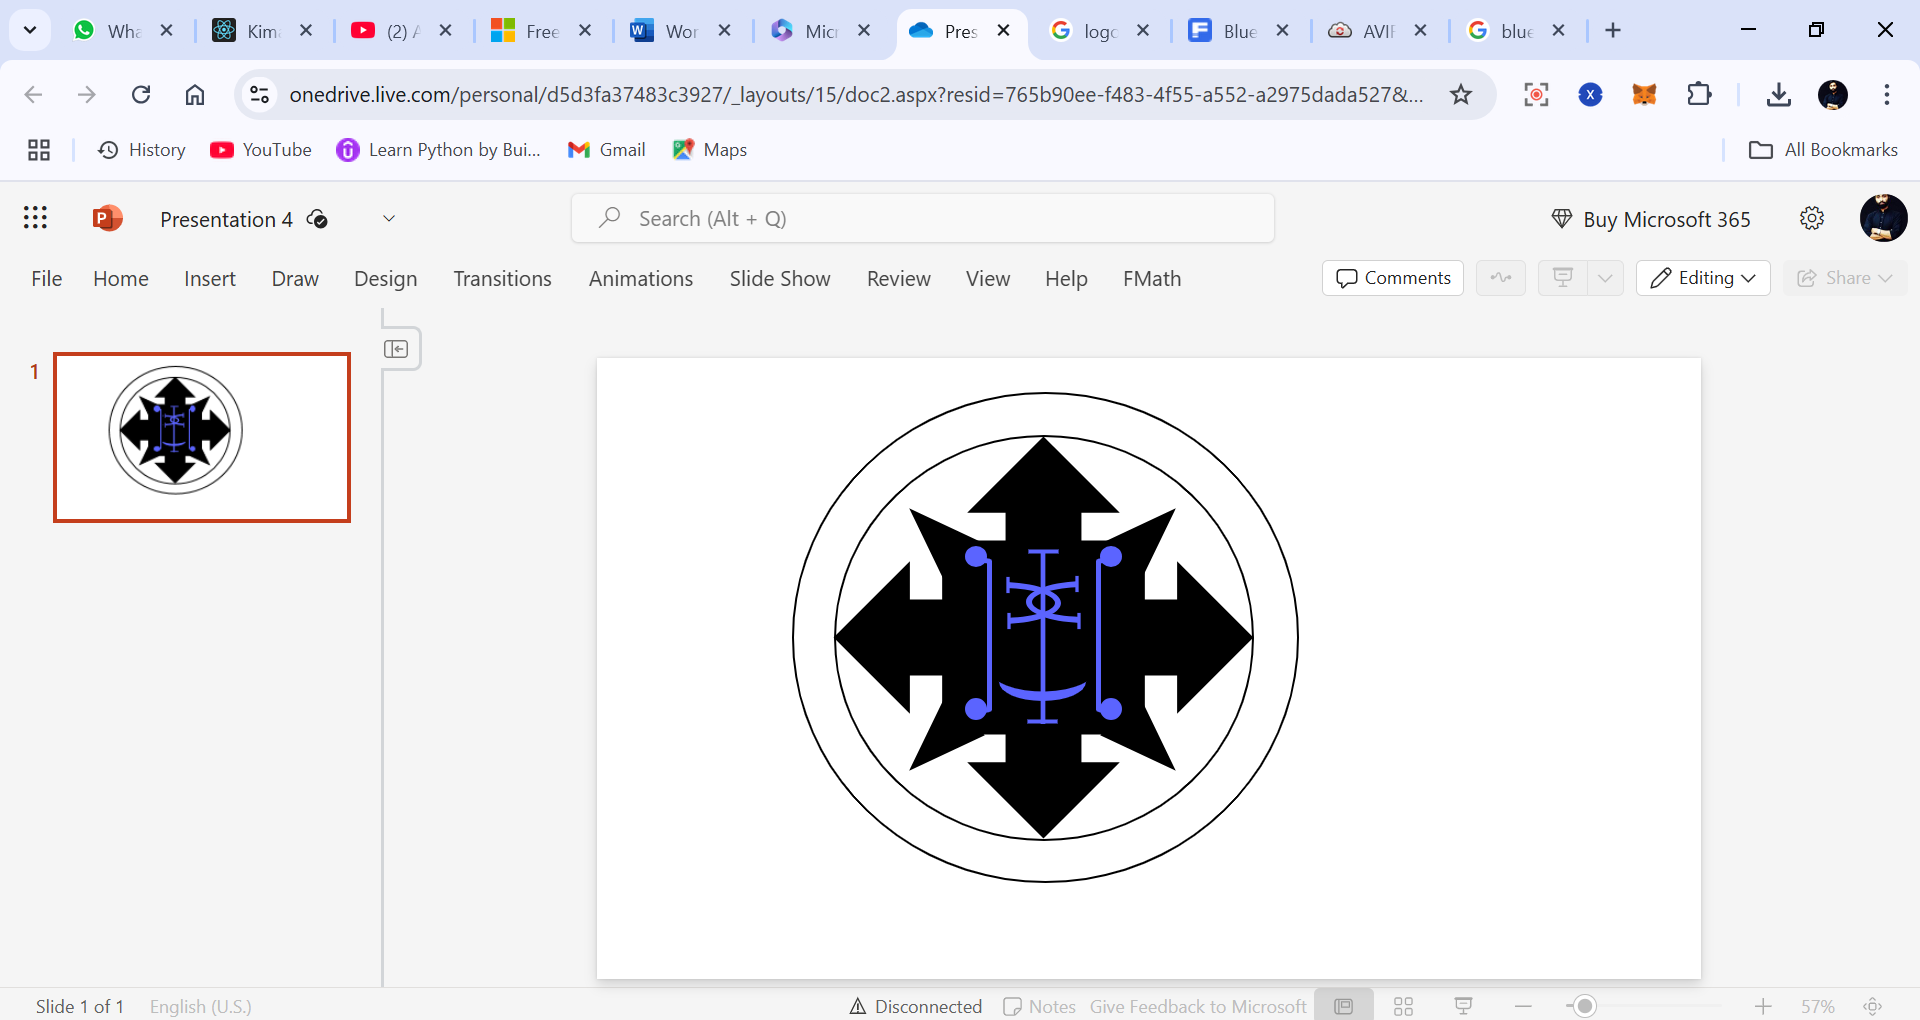 Wha
Kima
(2) A
Free
Wor
Micr
Pres
logo
Blue
AVIF
blue
onedrive.live.com/personal/d5d3fa37483c3927/_layouts/15/doc2.aspx?resid=765b90ee-f483-4f55-a552-a2975dada527&...
History
YouTube
Learn Python by Bui...
Gmail
Maps
All Bookmarks
Presentation 4
Search (Alt + Q)
Buy Microsoft 365
File
Home
Insert
Draw
Design
Transitions
Animations
Slide Show
Review
View
Help
FMath
Comments
Editing
Share
1
Slide 1 of 1
English (U.S.)
Disconnected
Notes
Give Feedback to Microsoft
57%